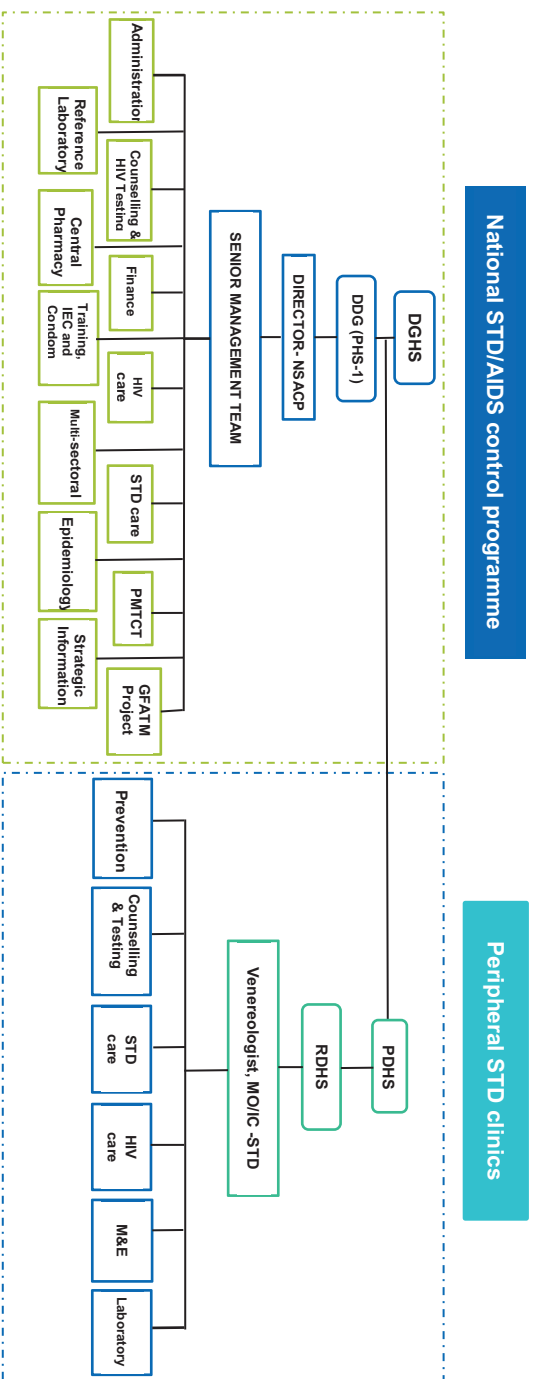 National STD/AIDS control programme
Peripheral STD clinics
DGHS
DDG (PHS-1)
DIRECTOR- NSACP
SENIOR MANAGEMENT TEAM
Administration
Reference
Laboratory
Counselling &
HIV Testing
Central
Pharmacy
Finance
Training,
IEC and
Condom
HIV
care
Multi-sectoral
STD care
Epidemiology
PMTCT
Strategic
Information
GFATM
Project
PDHS
RDHS
Venereologist, MO/IC -STD
Prevention
Counselling
& Testing
STD
care
HIV
care
M&E
Laboratory